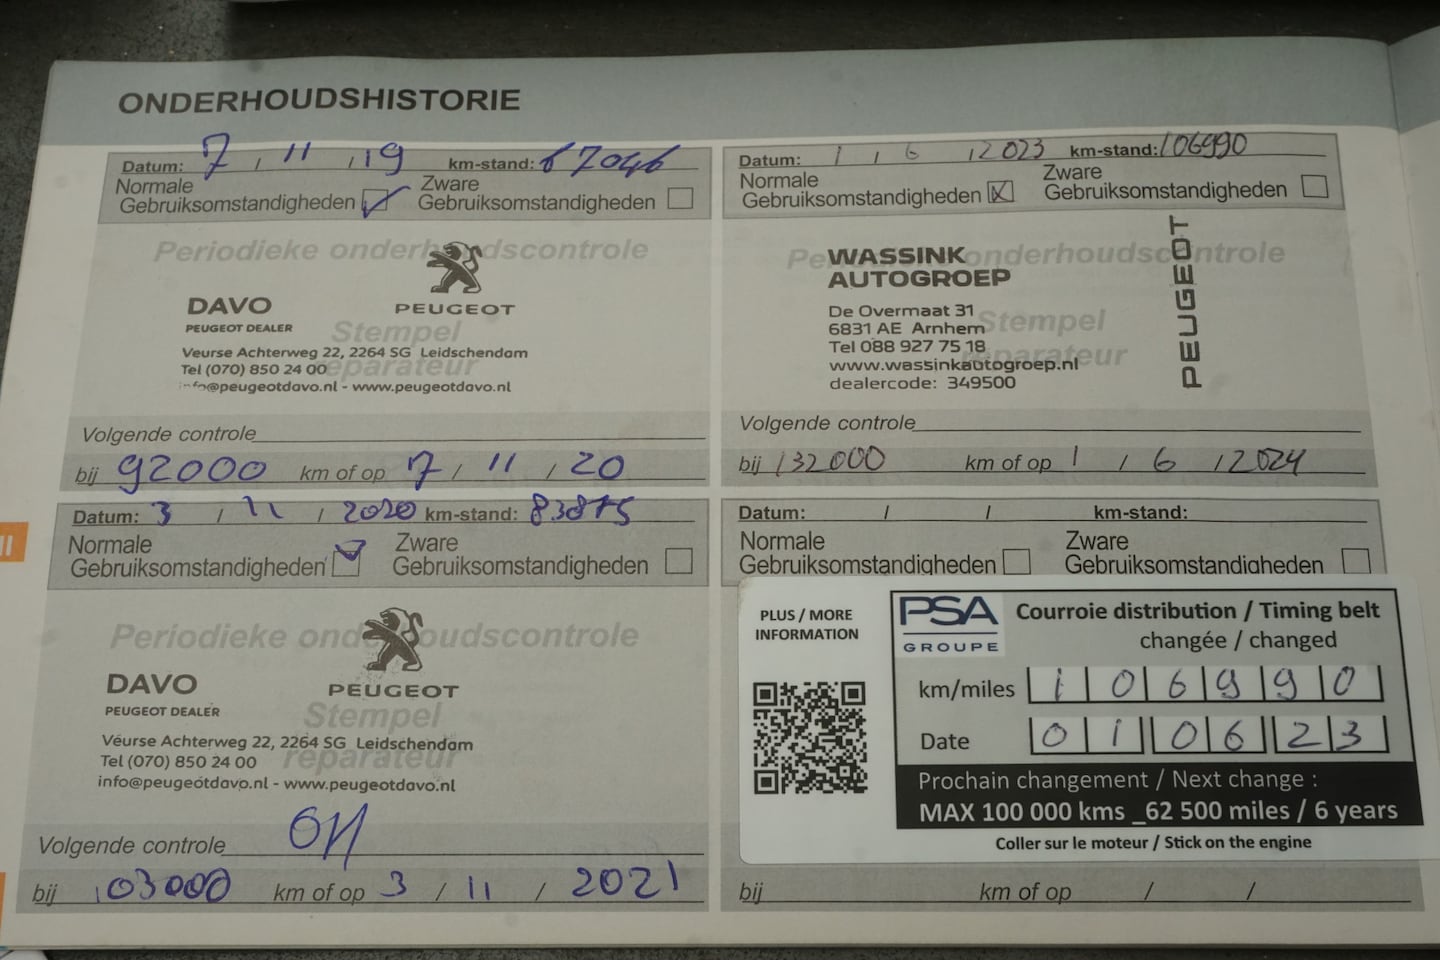 ONDERHOUDSHISTORIE
Datum: 7 / 11 / 19 km-stand: 67046
Normale Gebruiksomstandigheden
Zware Gebruiksomstandigheden
Periodieke onderhoudscontrole
DAVO
PEUGEOT DEALER
PEUGEOT
Stempel
reparateur
Veurse Achterweg 22, 2264 SG Leidschendam
Tel (070) 850 24 00
info@peugeotdavo.nl - www.peugeotdavo.nl
Volgende controle
bij 92000 km of op 7 / 11 / 20
Datum: 3 / 11 / 2020 km-stand: 83875
Normale Gebruiksomstandigheden
Zware Gebruiksomstandigheden
Periodieke onderhoudscontrole
DAVO
PEUGEOT DEALER
PEUGEOT
Stempel
reparateur
Veurse Achterweg 22, 2264 SG Leidschendam
Tel (070) 850 24 00
info@peugeotdavo.nl - www.peugeotdavo.nl
Volgende controle
bij 103000 km of op 3 / 11 / 2021
Datum: 1 / 6 / 2023 km-stand: 106990
Normale Gebruiksomstandigheden
Zware Gebruiksomstandigheden
Periodieke onderhoudscontrole
WASSINK
AUTOGROEP
PEUGEOT
Stempel
reparateur
De Overmaat 31
6831 AE Arnhem
Tel 088 927 75 18
www.wassinkautogroep.nl
dealercode: 349500
Volgende controle
bij 132000 km of op 1 / 6 / 2024
Datum: / / km-stand:
Normale Gebruiksomstandigheden
Zware Gebruiksomstandigheden
PLUS / MORE
INFORMATION
PSA
GROUPE
Courroie distribution / Timing belt
changée / changed
km/miles 106990
Date 01 06 23
Prochain changement / Next change :
MAX 100 000 kms _62 500 miles / 6 years
Coller sur le moteur / Stick on the engine
bij km of op / /